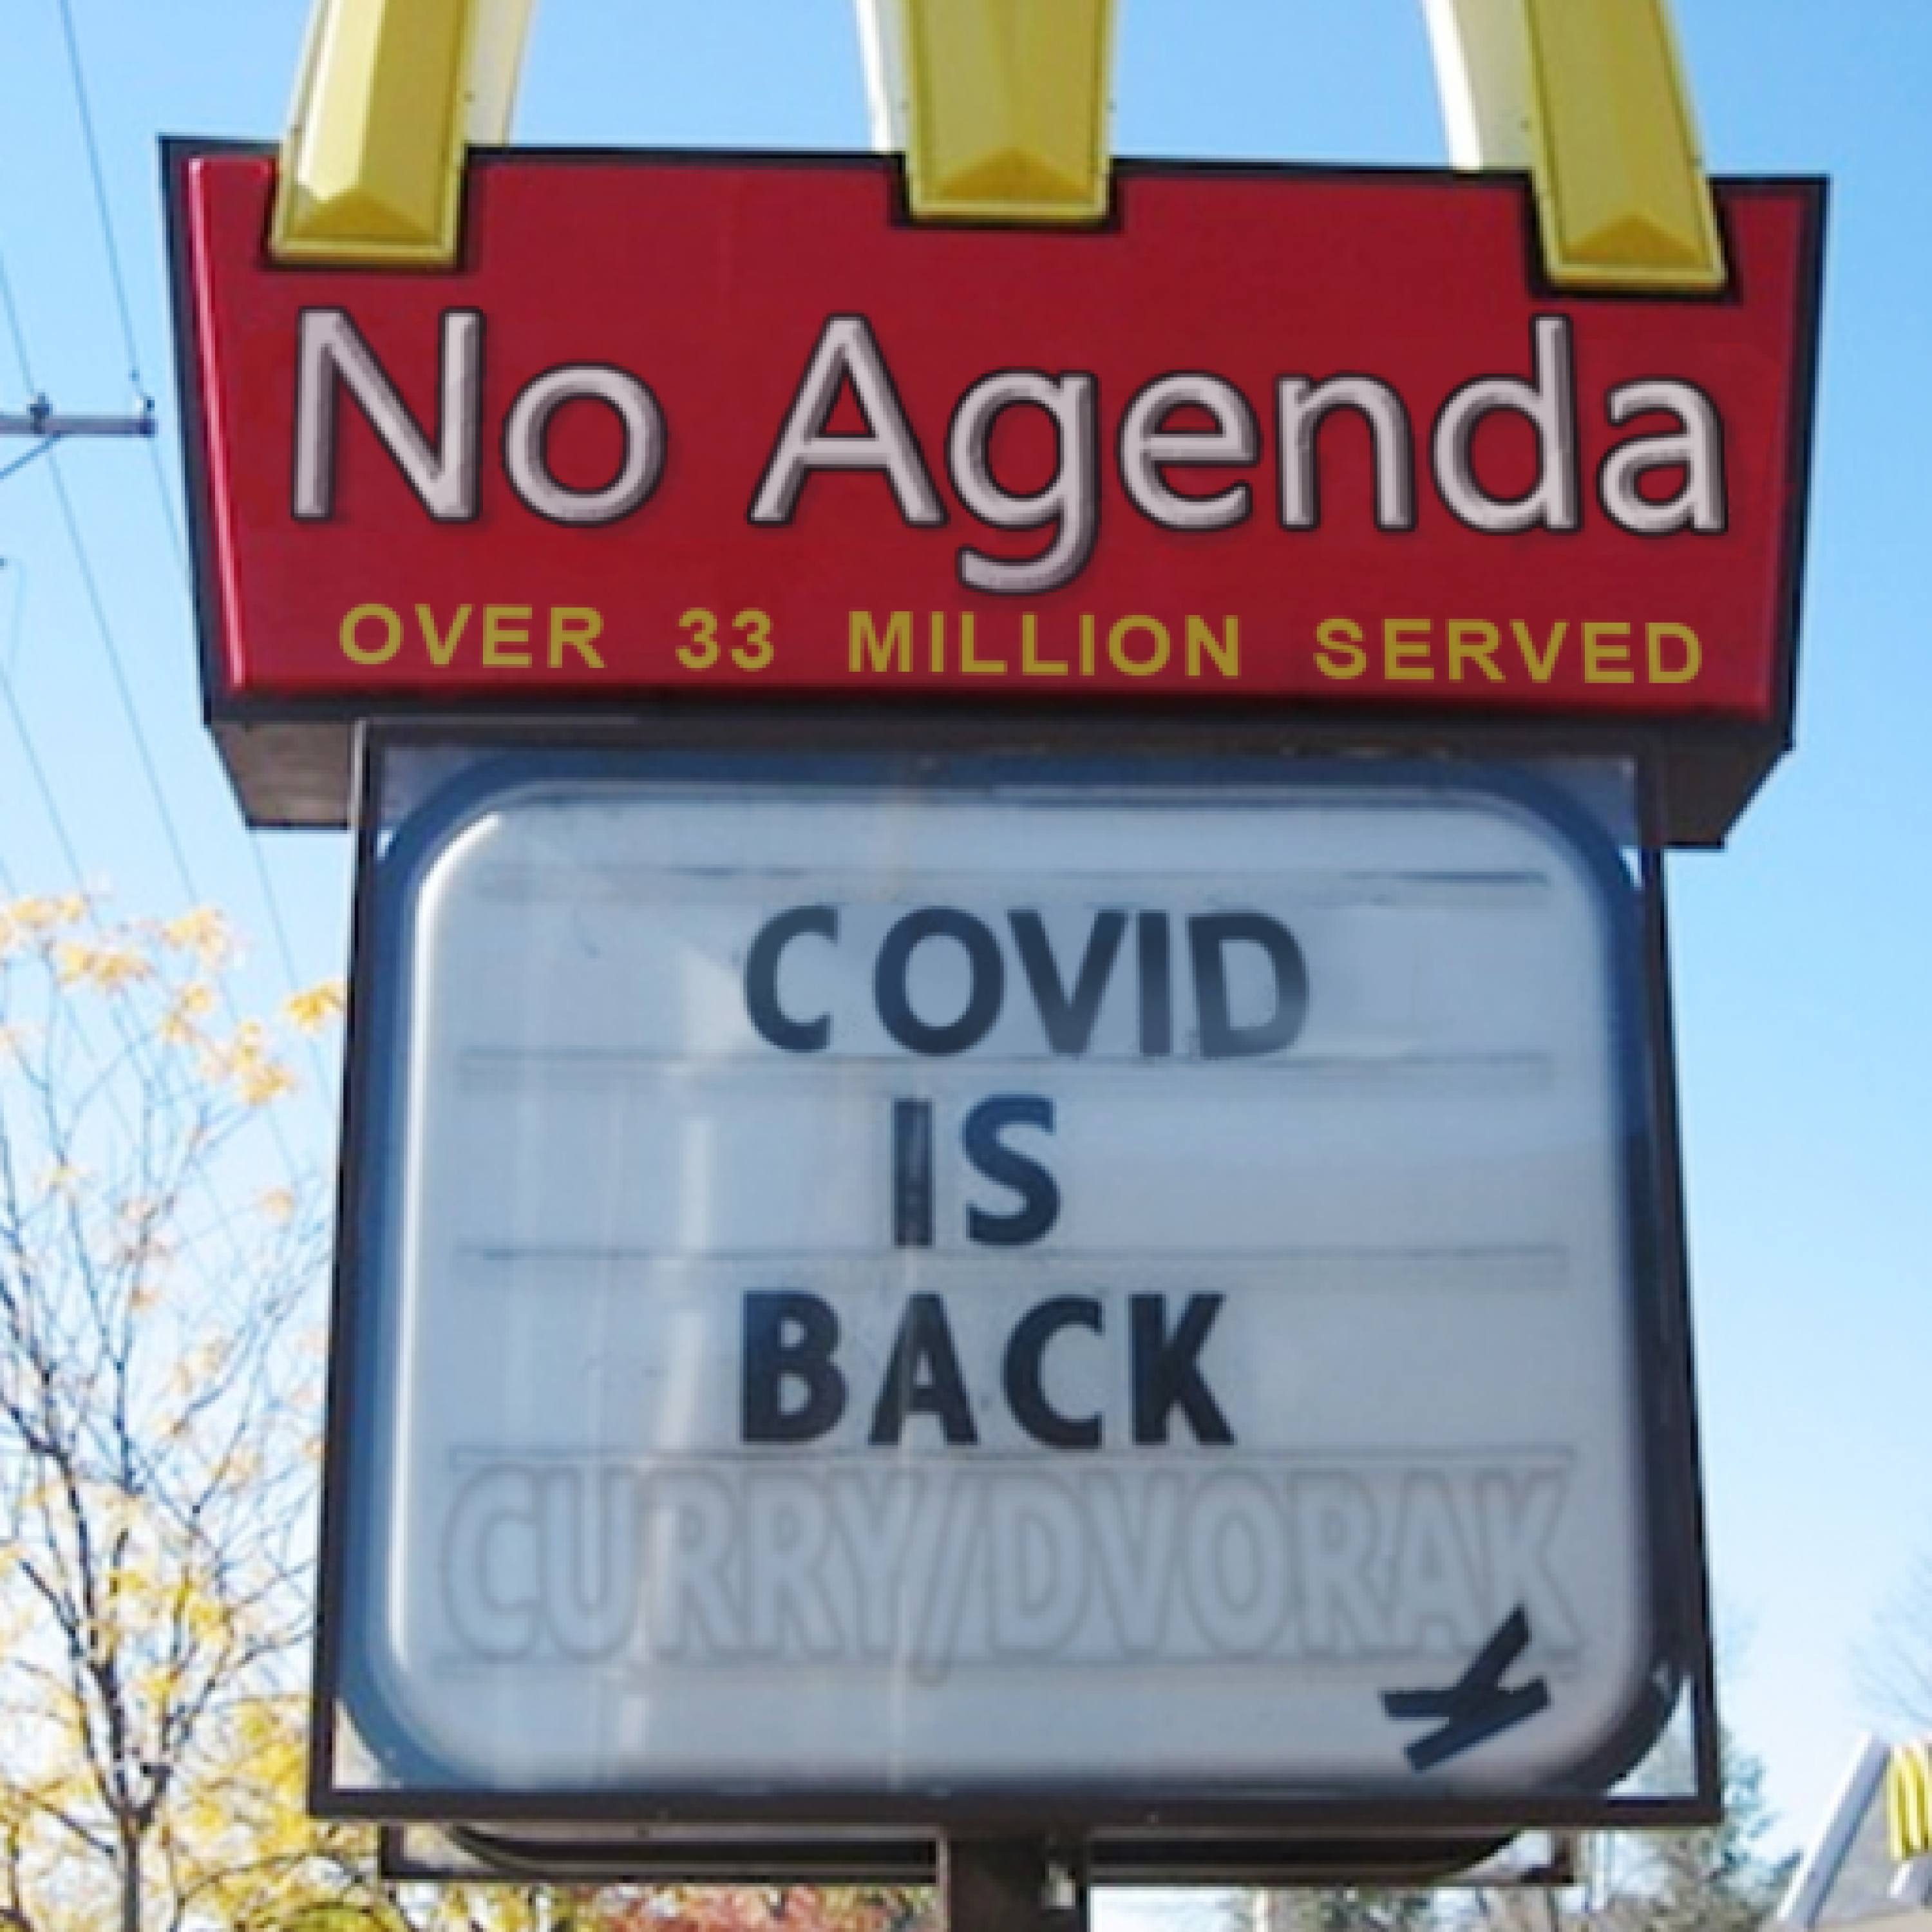 No Agenda
OVER 33 MILLION SERVED
COVID
IS
BACK
CURRY/DVORAK
K